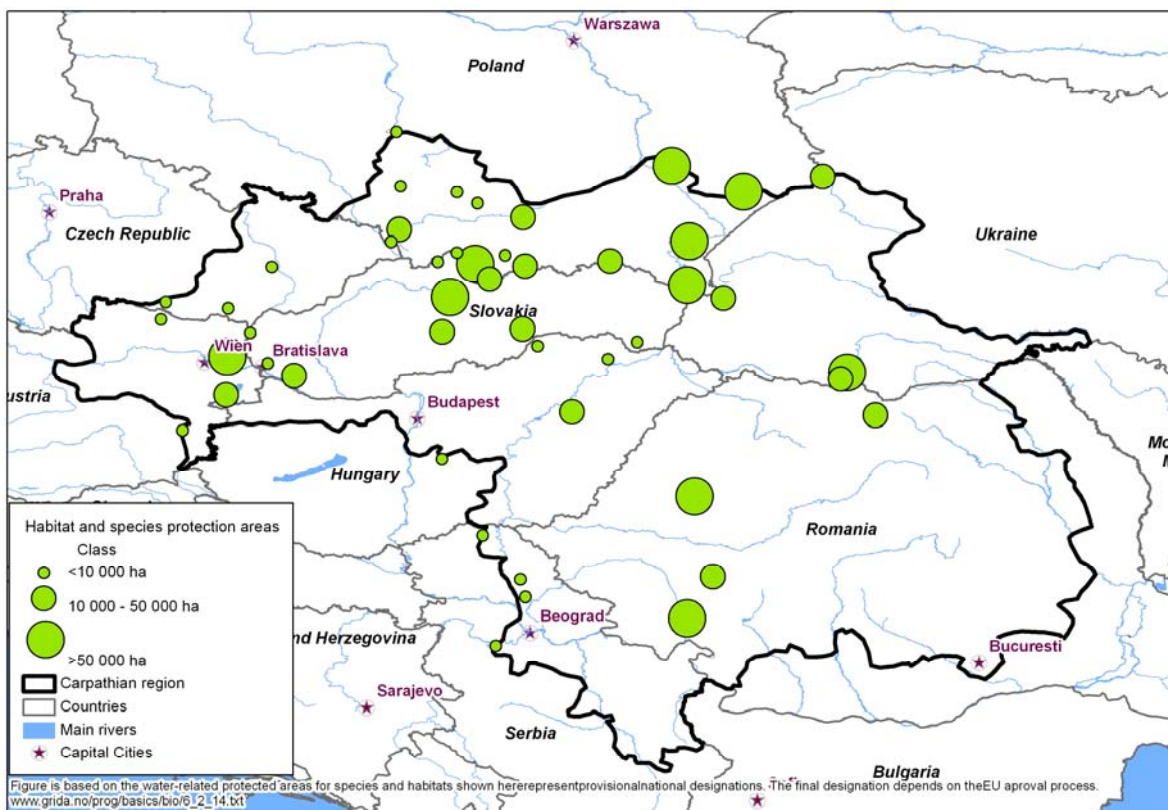 Warszawa
Poland
Praha
Czech Republic
Ukraine
Slovakia
Wien
Bratislava
ustria
Budapest
Hungary
Mo
M
Romania
Habitat and species protection areas
Class
<10 000 ha
10 000 - 50 000 ha
>50 000 ha
Carpathian region
Countries
Main rivers
Capital Cities
Beograd
nd Herzegovina
Bucuresti
Sarajevo
Serbia
Bulgaria
Figure is based on the water-related protected areas for species and habitats shown hererepresentprovisionalnational designations. The final designation depends on theEU aproval process.
www.grida.no/prog/basics/bio/6_2_14.txt